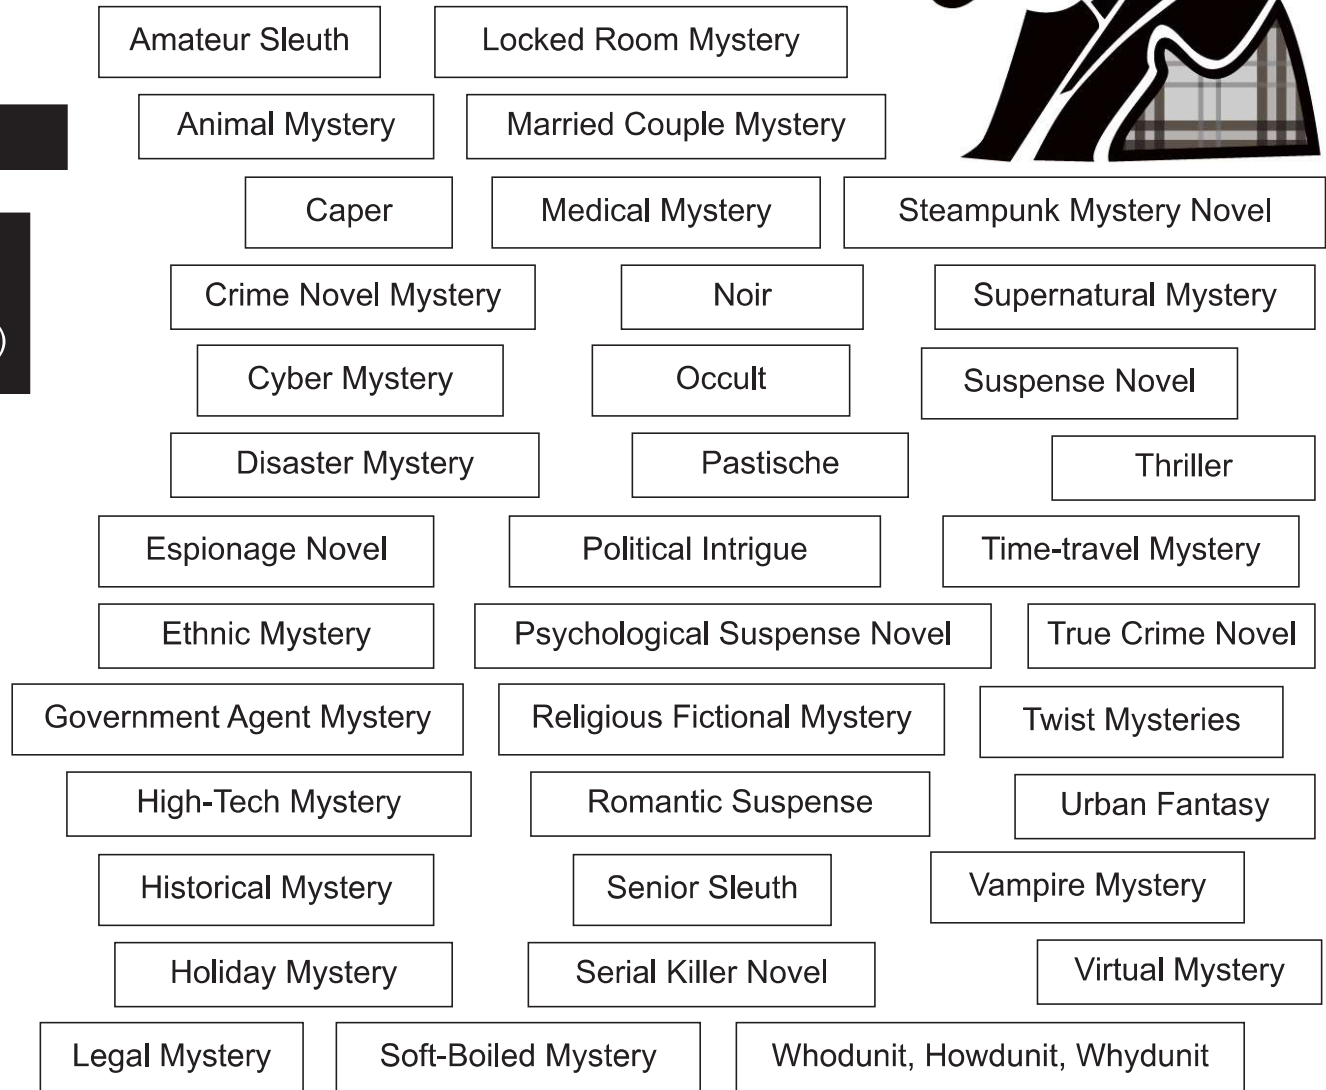 Amateur Sleuth
Locked Room Mystery
Animal Mystery
Married Couple Mystery
Caper
Medical Mystery
Steampunk Mystery Novel
Crime Novel Mystery
Noir
Supernatural Mystery
)
Cyber Mystery
Occult
Suspense Novel
Disaster Mystery
Pastische
Thriller
Espionage Novel
Political Intrigue
Time-travel Mystery
Ethnic Mystery
Psychological Suspense Novel
True Crime Novel
Government Agent Mystery
Religious Fictional Mystery
Twist Mysteries
High-Tech Mystery
Romantic Suspense
Urban Fantasy
Historical Mystery
Senior Sleuth
Vampire Mystery
Holiday Mystery
Serial Killer Novel
Virtual Mystery
Legal Mystery
Soft-Boiled Mystery
Whodunit, Howdunit, Whydunit